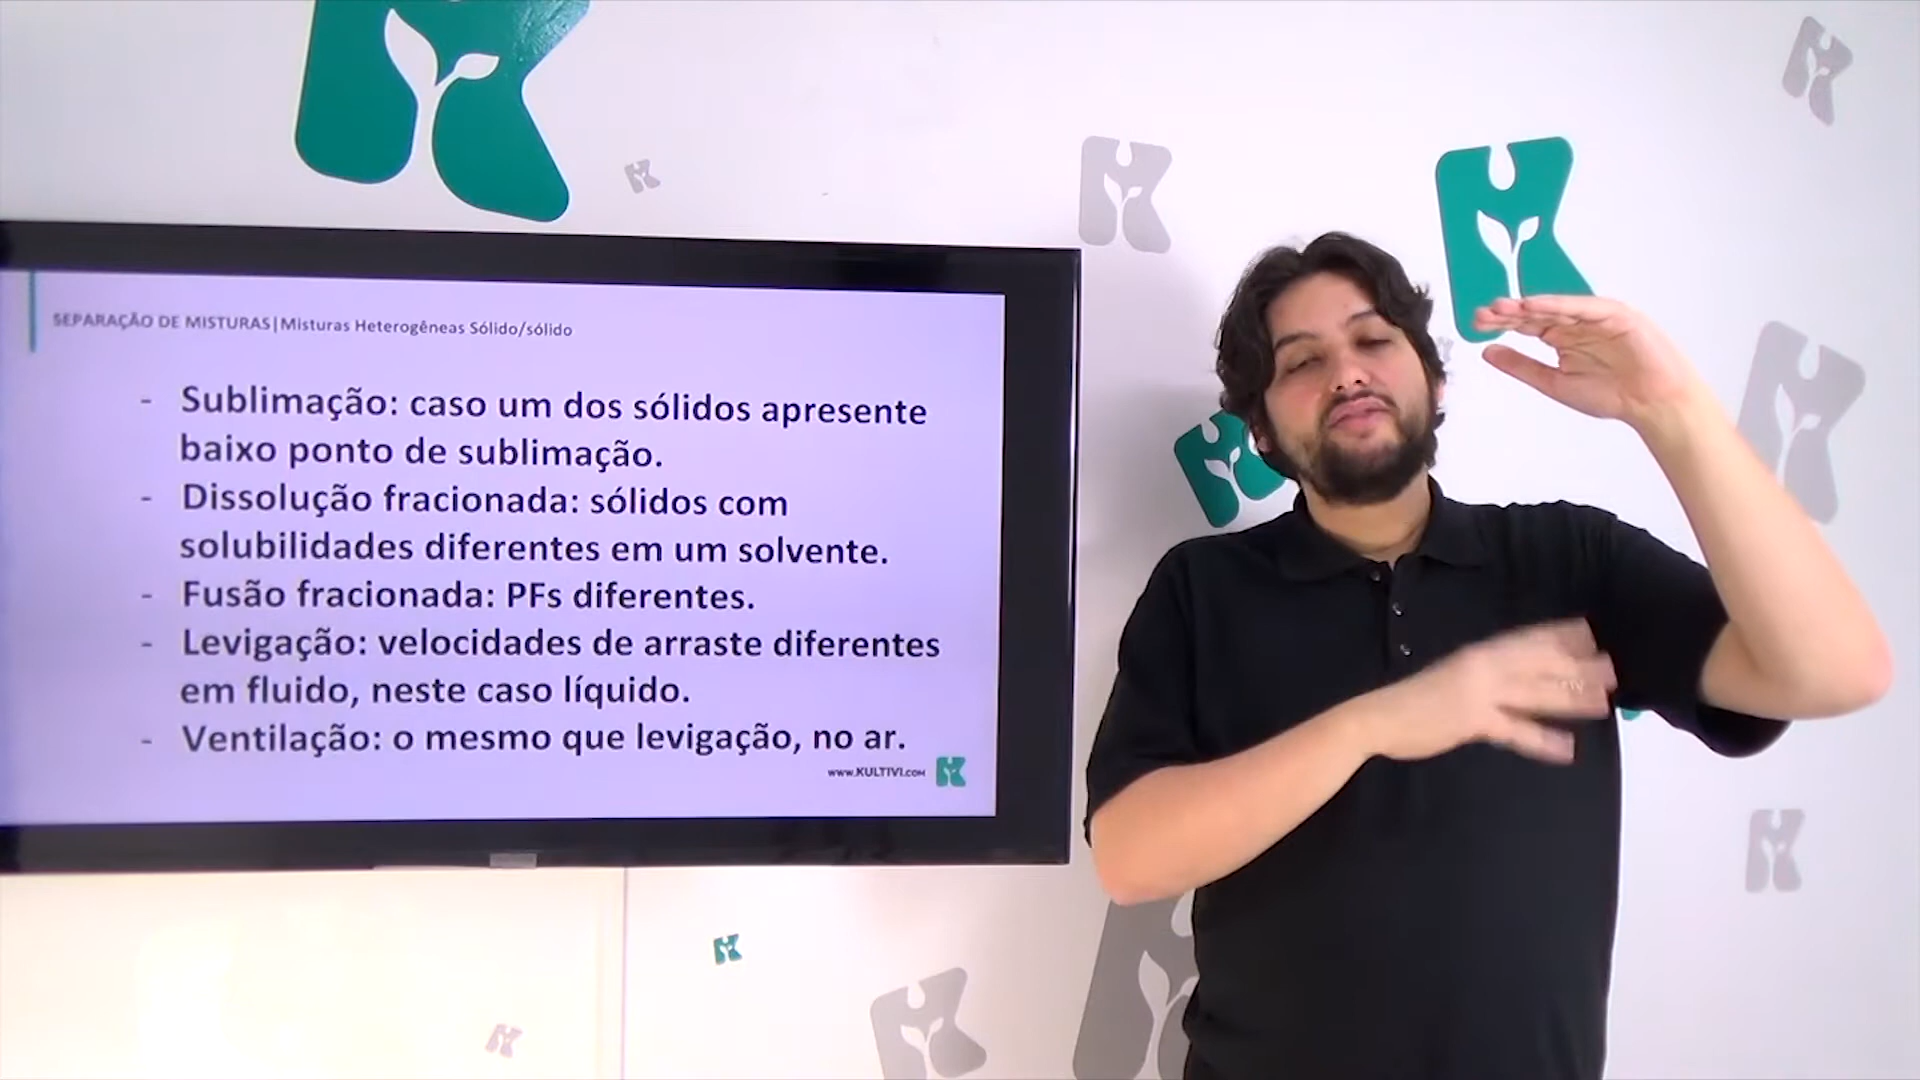 SEPARAÇÃO DE MISTURAS|Misturas Heterogêneas Sólido/sólido
- Sublimação: caso um dos sólidos apresente
baixo ponto de sublimação.
- Dissolução fracionada: sólidos com
solubilidades diferentes em um solvente.
- Fusão fracionada: PFs diferentes.
- Levigação: velocidades de arraste diferentes
em fluido, neste caso líquido.
- Ventilação: o mesmo que levigação, no ar.
www.KULTIVI.COM